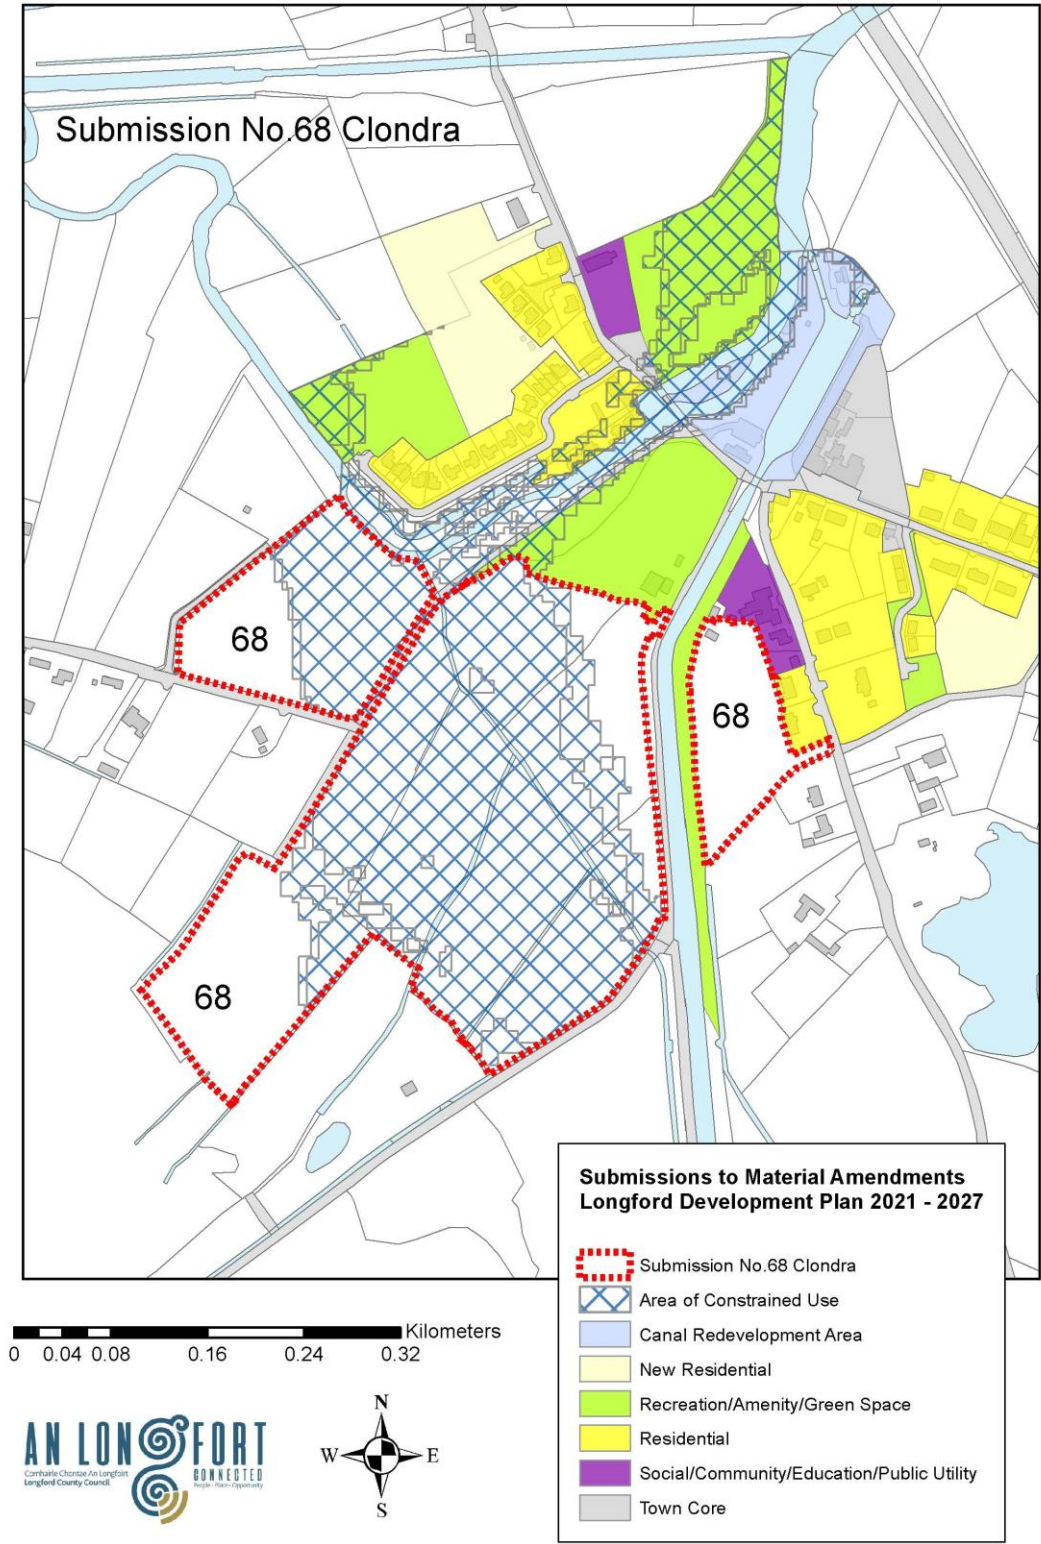 Submission No.68 Clondra
68
68
68
Submissions to Material Amendments
Longford Development Plan 2021 - 2027
Submission No.68 Clondra
Area of Constrained Use
Canal Redevelopment Area
New Residential
Recreation/Amenity/Green Space
Residential
Social/Community/Education/Public Utility
Town Core
Kilometers
0 0.04 0.08 0.16 0.24 0.32
AN LONGFORT
Comhairle Chontae An Longfoirt
Longford County Council
CONNECTED
People - Place - Opportunity
N
W E
S